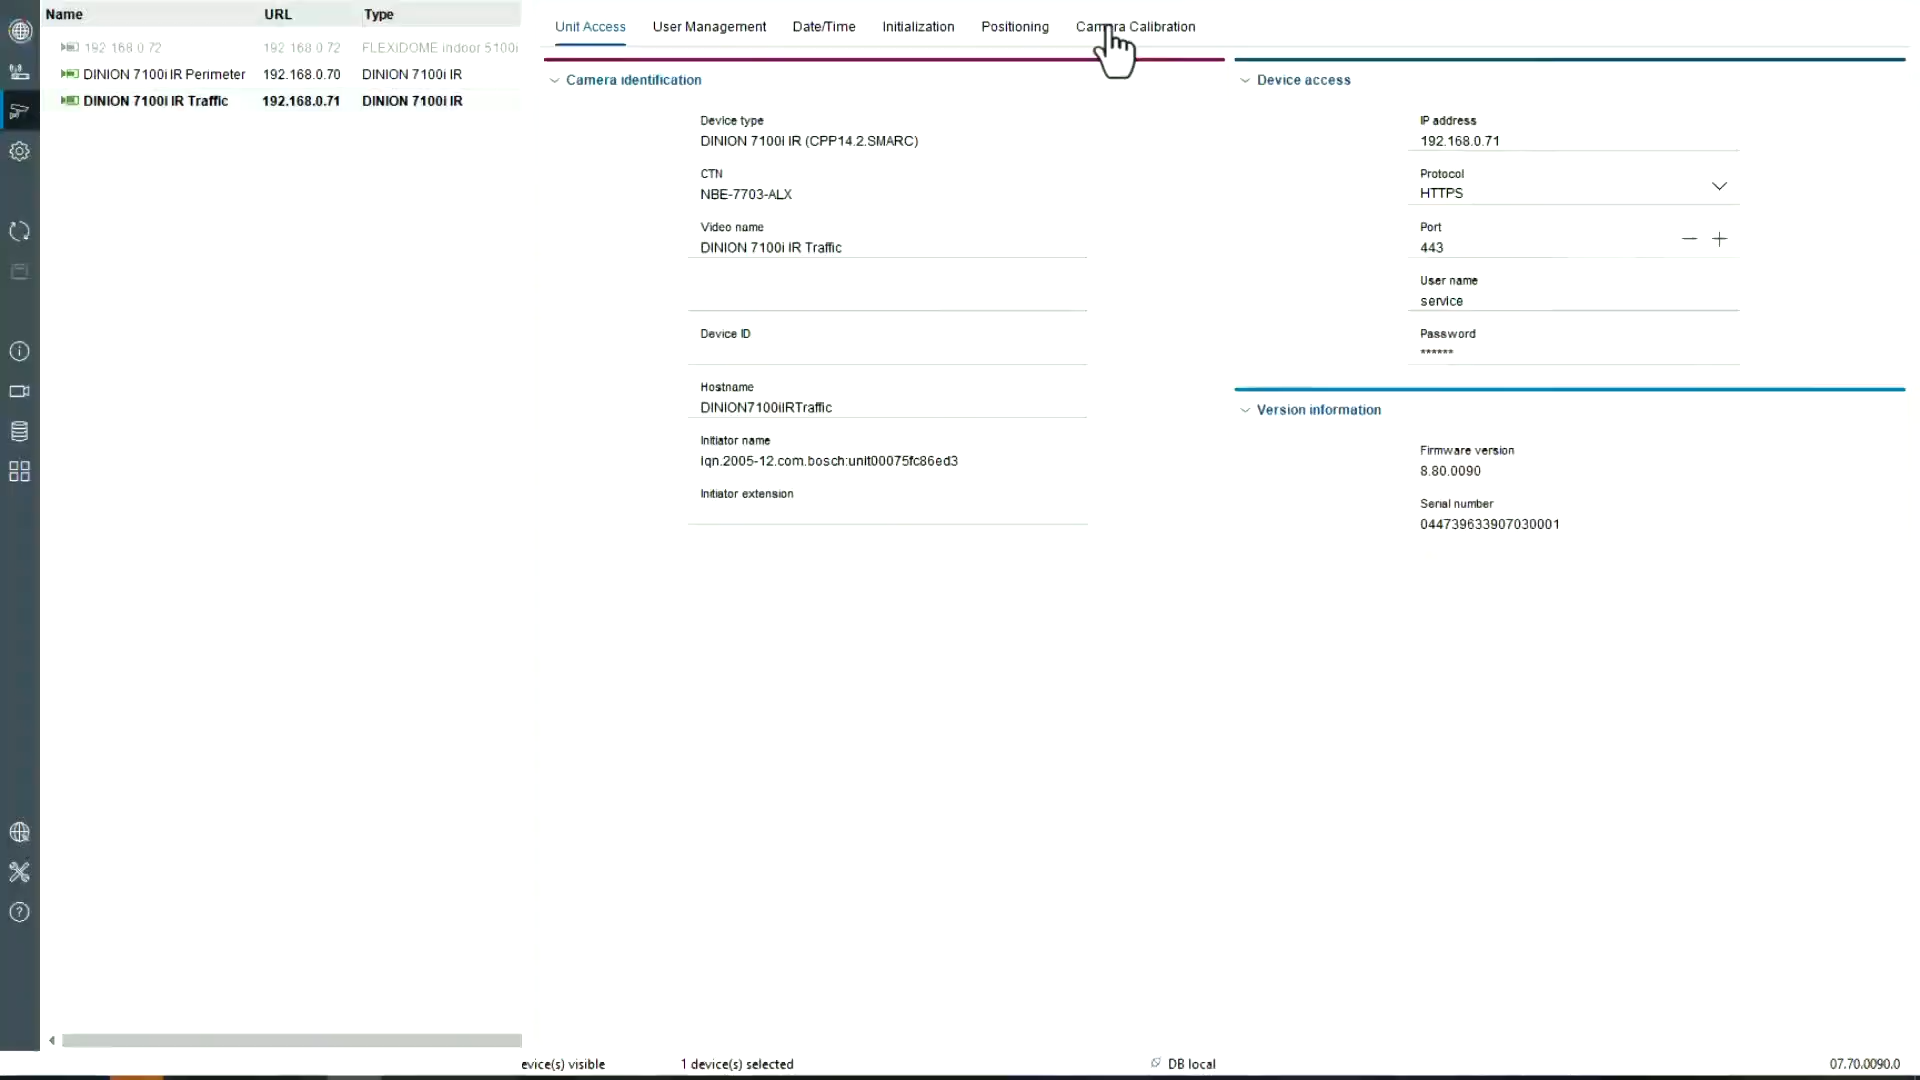 Name URL Type
192 168 0 72 192 168 0 72 FLEXIDOME indoor 5100i
DINION 7100i IR Perimeter 192.168.0.70 DINION 7100i IR
DINION 7100i IR Traffic 192.168.0.71 DINION 7100i IR
Unit Access User Management Date/Time Initialization Positioning Camera Calibration
Camera identification
Device type
DINION 7100i IR (CPP14.2.SMARC)
CTN
NBE-7703-ALX
Video name
DINION 7100i IR Traffic
Device ID
Hostname
DINION7100iIRTraffic
Initiator name
iqn.2005-12.com.bosch:unit00075fc86ed3
Initiator extension
Device access
IP address
192.168.0.71
Protocol
HTTPS
Port
443
User name
service
Password
******
Version information
Firmware version
8.80.0090
Serial number
044739633907030001
evice(s) visible 1 device(s) selected DB local 07.70.0090.0